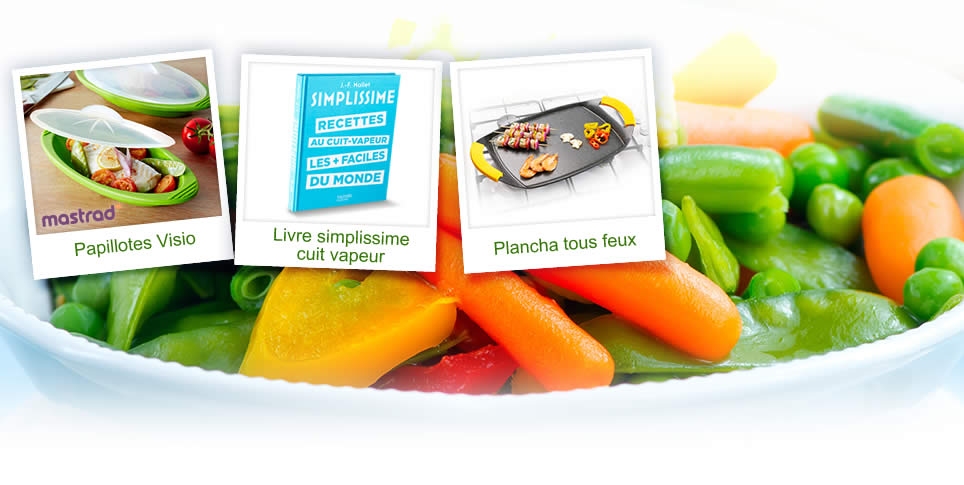 mastrad
Papillotes Visio
J.-F. Mallet
SIMPLISSIME
RECETTES
AU CUIT-VAPEUR
LES + FACILES
DU MONDE
Livre simplissime
cuit vapeur
Plancha tous feux